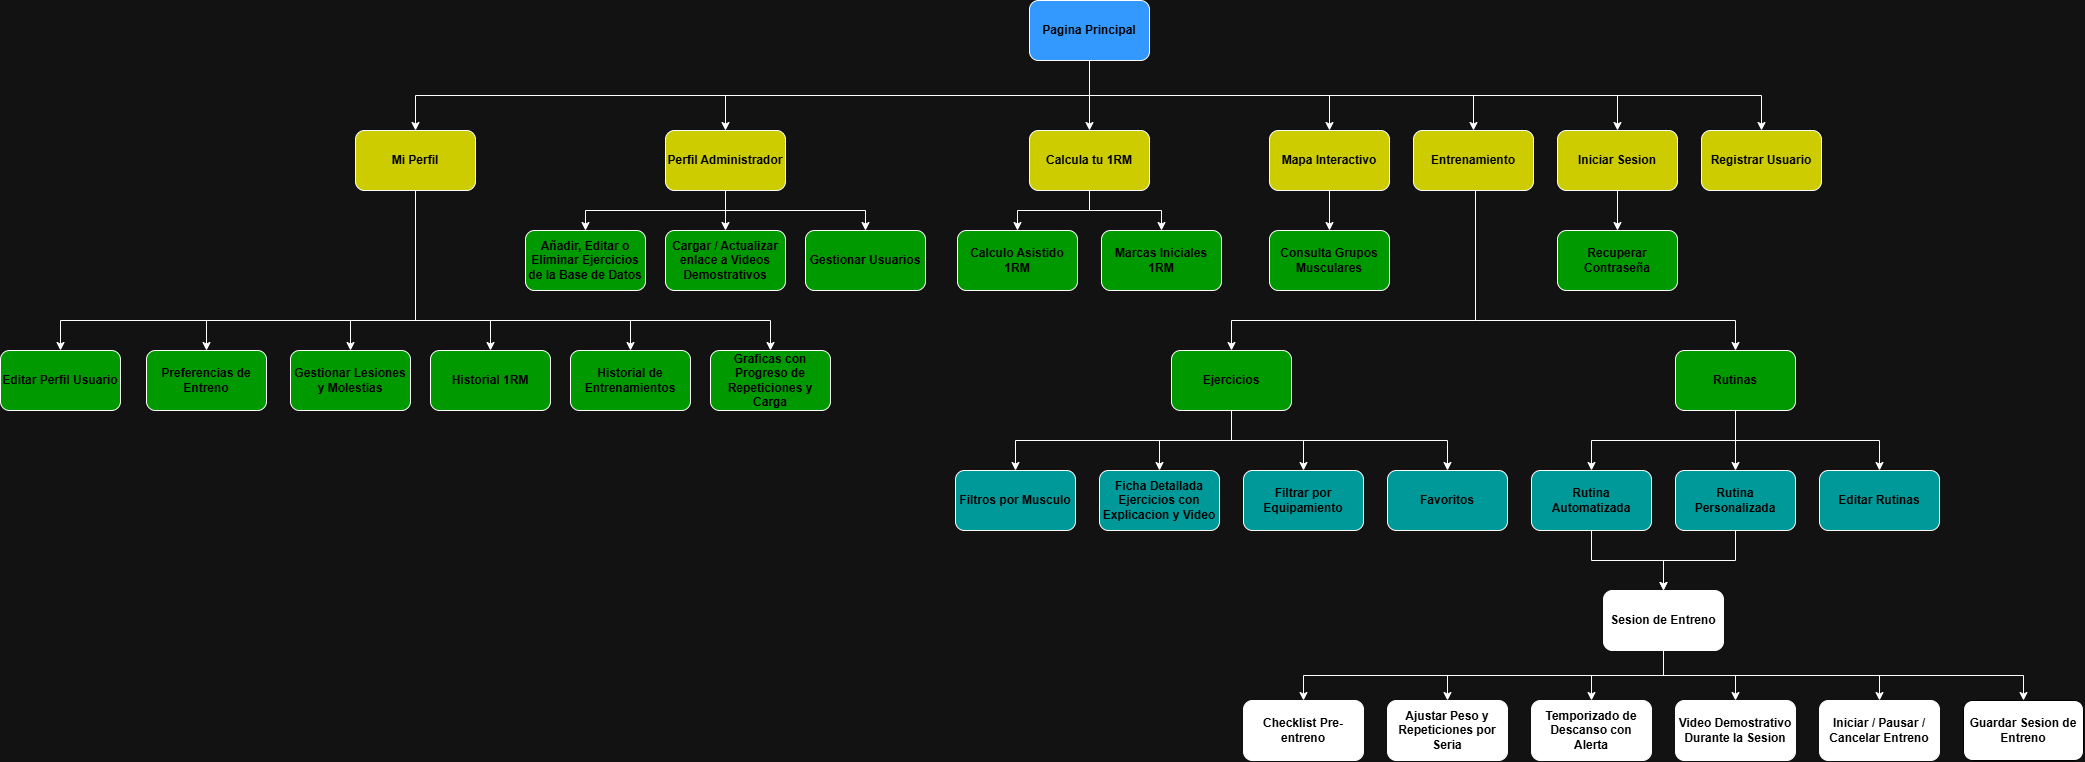 Pagina Principal
Mi Perfil
Perfil Administrador
Calcula tu 1RM
Mapa Interactivo
Entrenamiento
Iniciar Sesion
Registrar Usuario
Añadir, Editar o
Eliminar Ejercicios
de la Base de Datos
Cargar / Actualizar
enlace a Videos
Demostrativos
Gestionar Usuarios
Calculo Asistido
1RM
Marcas Iniciales
1RM
Consulta Grupos
Musculares
Recuperar
Contraseña
Editar Perfil Usuario
Preferencias de
Entreno
Gestionar Lesiones
y Molestias
Historial 1RM
Historial de
Entrenamientos
Graficas con
Progreso de
Repeticiones y
Carga
Ejercicios
Rutinas
Filtros por Musculo
Ficha Detallada
Ejercicios con
Explicacion y Video
Filtrar por
Equipamiento
Favoritos
Rutina
Automatizada
Rutina
Personalizada
Editar Rutinas
Sesion de Entreno
Checklist Pre-
entreno
Ajustar Peso y
Repeticiones por
Seria
Temporizado de
Descanso con
Alerta
Video Demostrativo
Durante la Sesion
Iniciar / Pausar /
Cancelar Entreno
Guardar Sesion de
Entreno